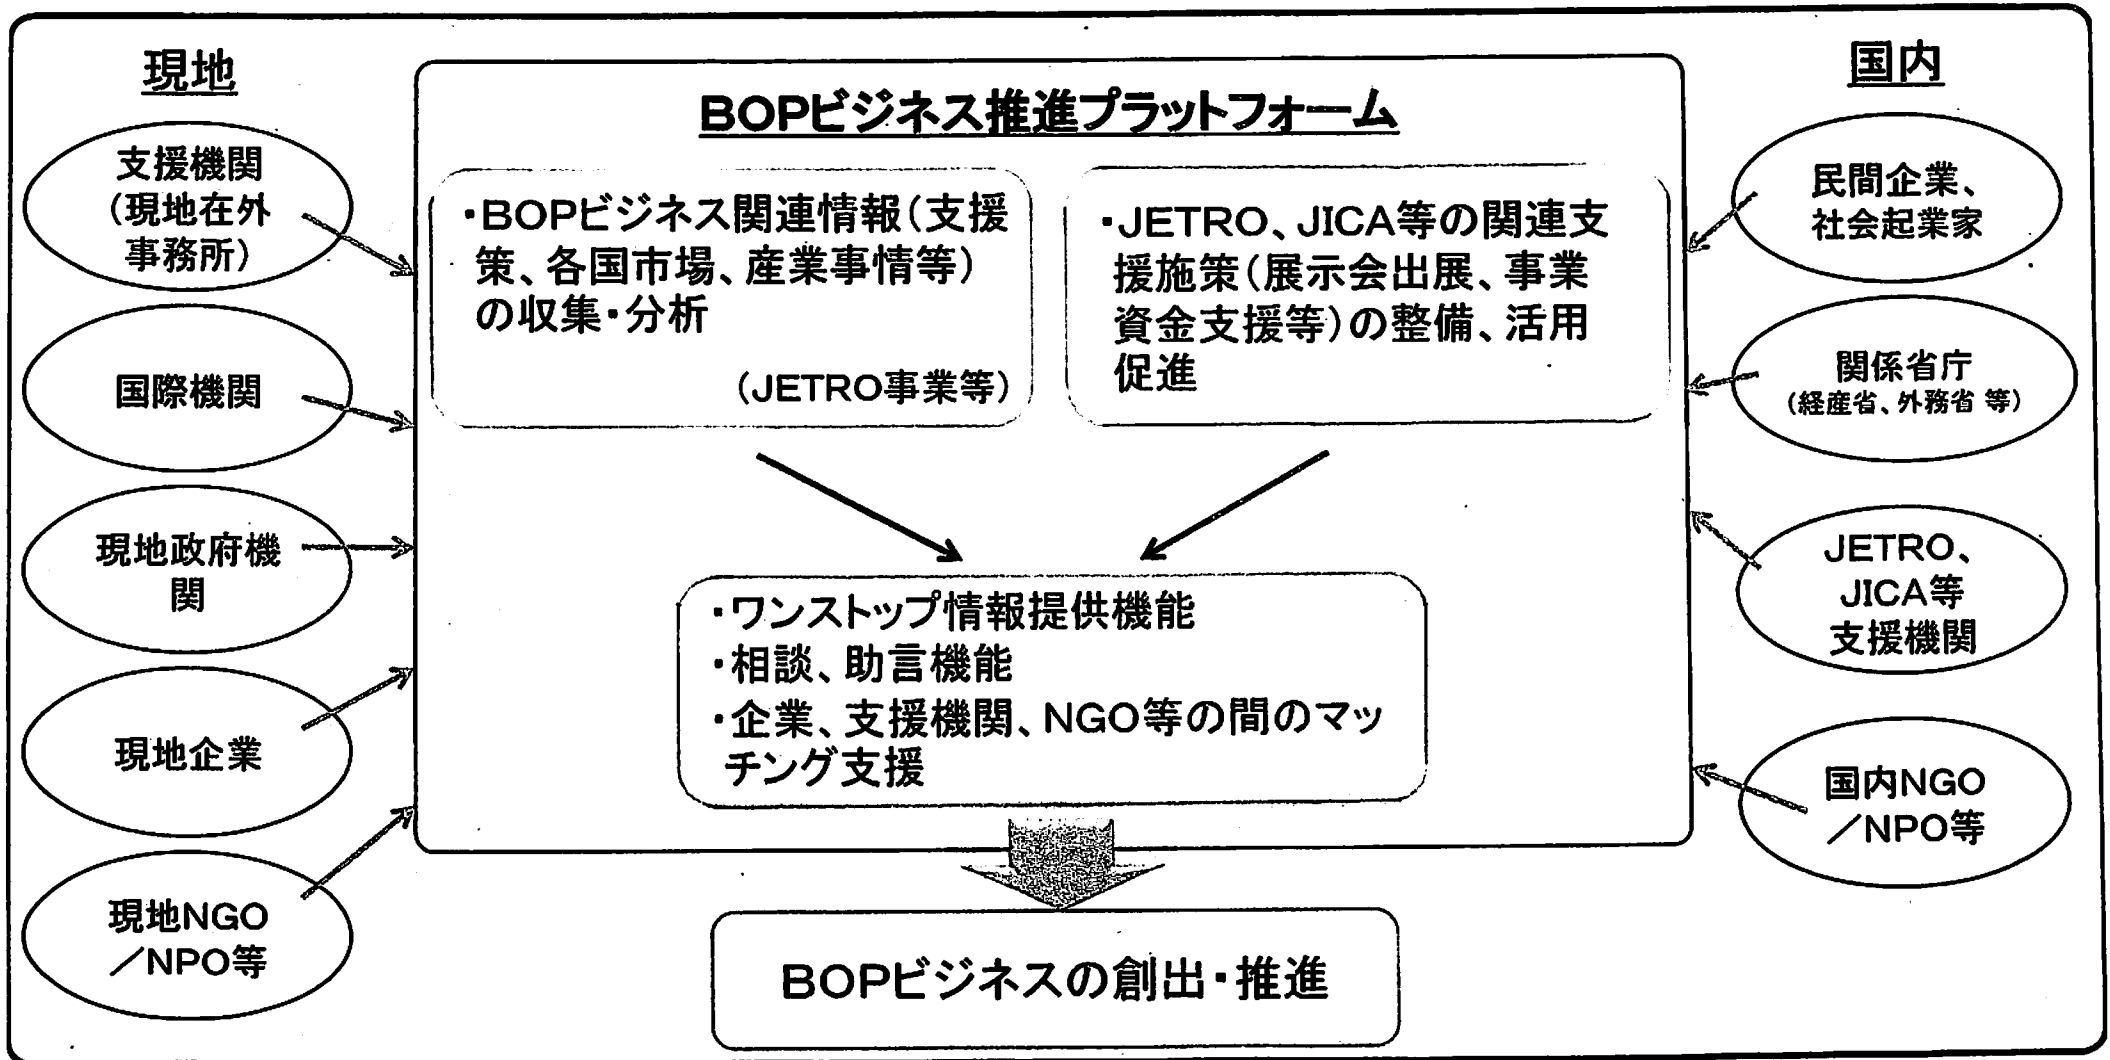 現地
支援機関
(現地在外
事務所)
国際機関
現地政府機
関
現地企業
現地NGO
／NPO等
BOPビジネス推進プラットフォーム
・BOPビジネス関連情報(支援
策、各国市場、産業事情等)
の収集・分析
(JETRO事業等)
・JETRO、JICA等の関連支
援施策(展示会出展、事業
資金支援等)の整備、活用
促進
・ワンストップ情報提供機能
・相談、助言機能
・企業、支援機関、NGO等の間のマッ
チング支援
BOPビジネスの創出・推進
国内
民間企業、
社会起業家
関係省庁
(経産省、外務省 等)
JETRO、
JICA等
支援機関
国内NGO
／NPO等